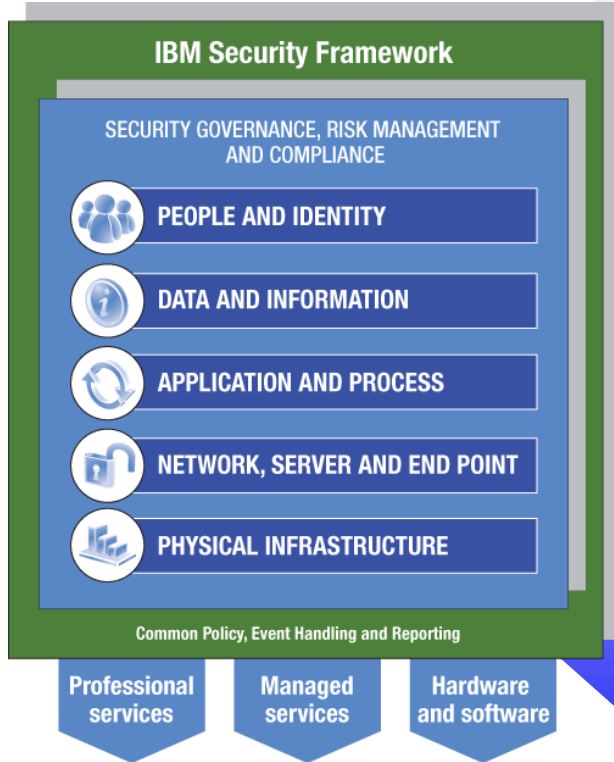 IBM Security Framework
SECURITY GOVERNANCE, RISK MANAGEMENT
AND COMPLIANCE
PEOPLE AND IDENTITY
DATA AND INFORMATION
APPLICATION AND PROCESS
NETWORK, SERVER AND END POINT
PHYSICAL INFRASTRUCTURE
Common Policy, Event Handling and Reporting
Professional
services
Managed
services
Hardware
and software